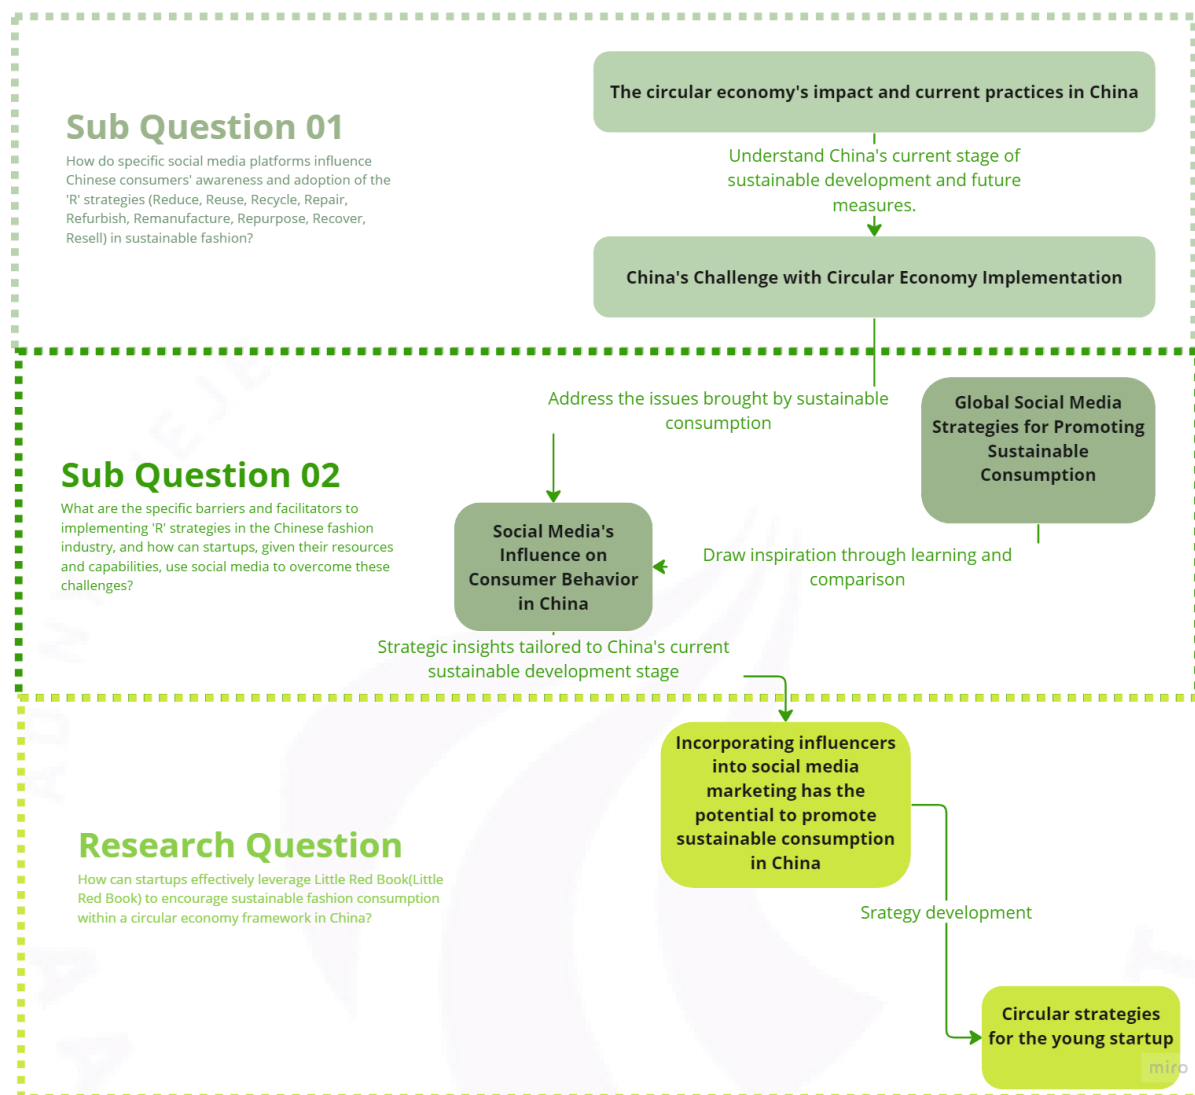 The circular economy's impact and current practices in China
Sub Question 01
How do specific social media platforms influence
Chinese consumers' awareness and adoption of the
'R' strategies (Reduce, Reuse, Recycle, Repair,
Refurbish, Remanufacture, Repurpose, Recover,
Resell) in sustainable fashion?
Understand China's current stage of
sustainable development and future
measures.
China's Challenge with Circular Economy Implementation
Address the issues brought by sustainable
consumption
Global Social Media
Strategies for Promoting
Sustainable
Consumption
Sub Question 02
What are the specific barriers and facilitators to
implementing 'R' strategies in the Chinese fashion
industry, and how can startups, given their resources
and capabilities, use social media to overcome these
challenges?
Social Media's
Influence on
Consumer Behavior
in China
Draw inspiration through learning and
comparison
Strategic insights tailored to China's current
sustainable development stage
Incorporating influencers
into social media
marketing has the
potential to promote
sustainable consumption
in China
Research Question
How can startups effectively leverage Little Red Book(Little
Red Book) to encourage sustainable fashion consumption
within a circular economy framework in China?
Srategy development
Circular strategies
for the young startup
miro